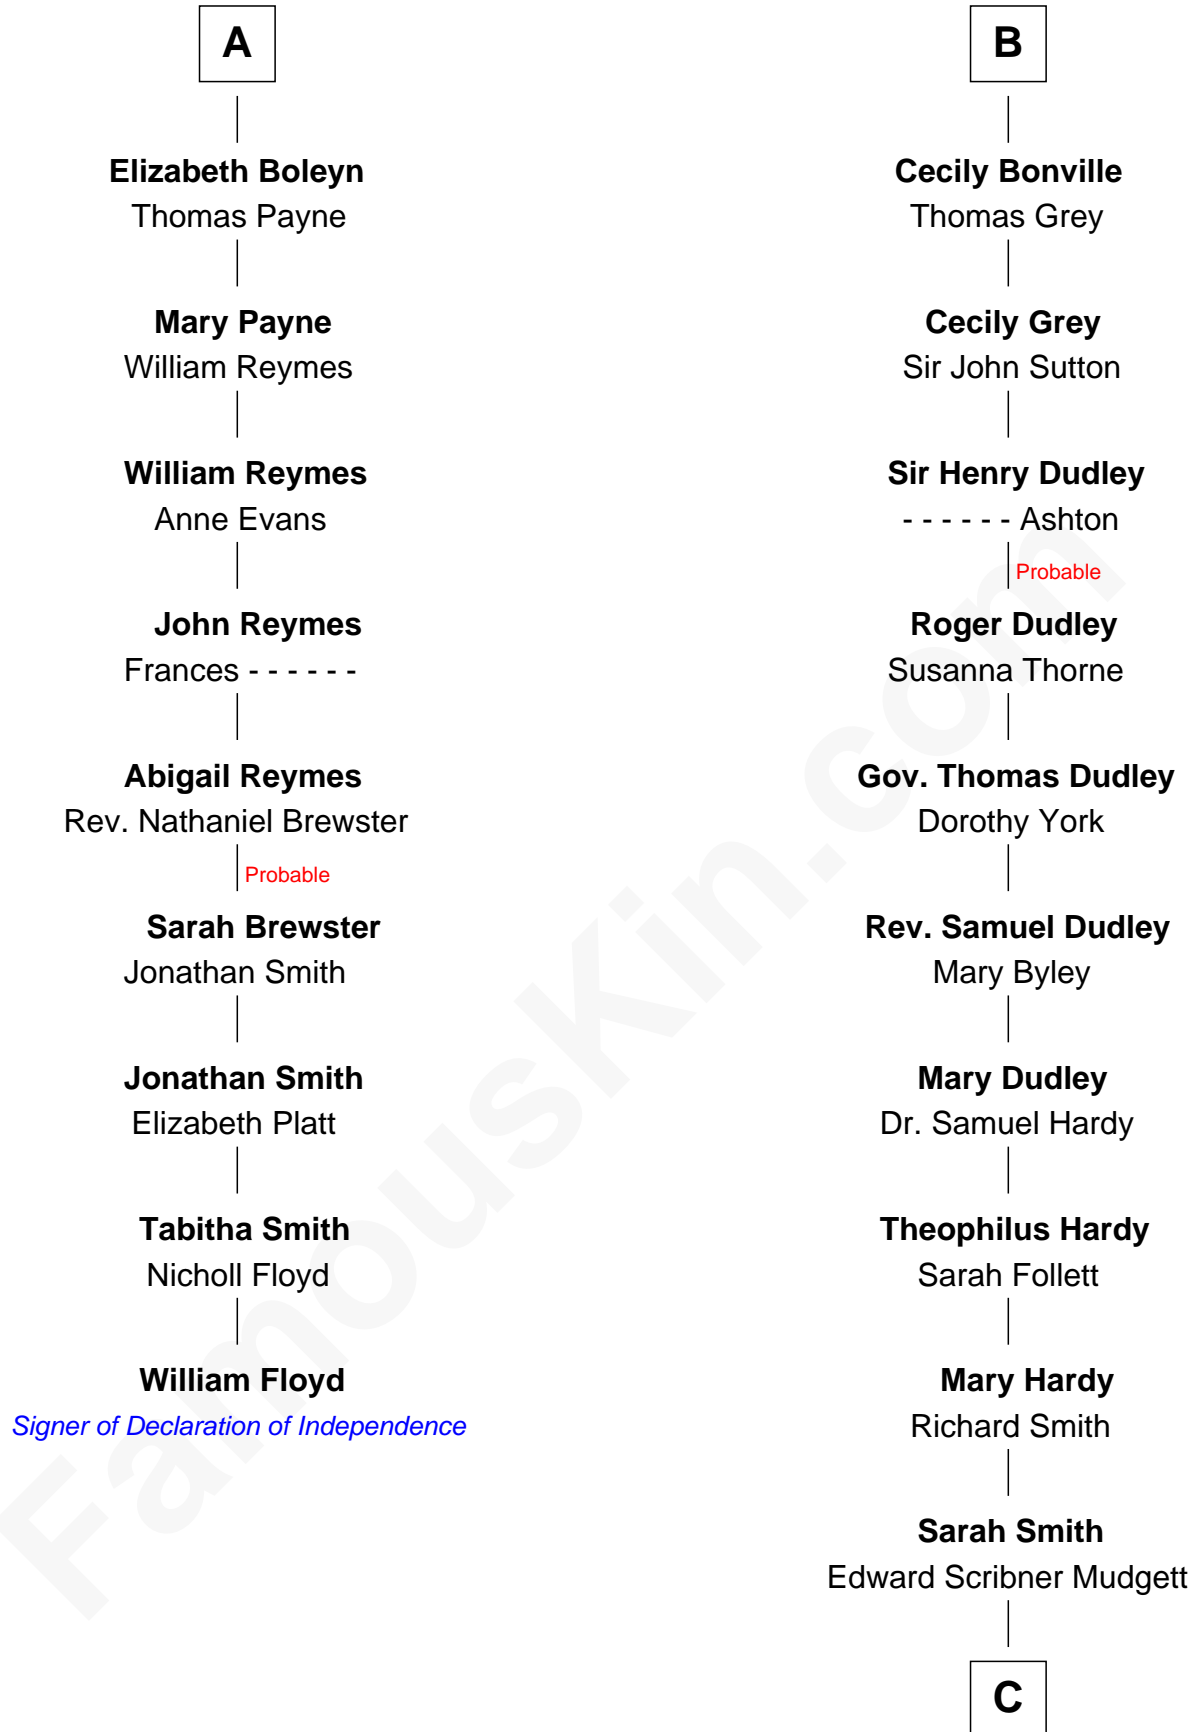 A
Elizabeth Boleyn
Thomas Payne
Mary Payne
William Reymes
William Reymes
Anne Evans
John Reymes
Frances - - - - - -
Abigail Reymes
Rev. Nathaniel Brewster
Probable
Sarah Brewster
Jonathan Smith
Jonathan Smith
Elizabeth Platt
Tabitha Smith
Nicholl Floyd
William Floyd
Signer of Declaration of Independence
B
Cecily Bonville
Thomas Grey
Cecily Grey
Sir John Sutton
Sir Henry Dudley
- - - - - - Ashton
Probable
Roger Dudley
Susanna Thorne
Gov. Thomas Dudley
Dorothy York
Rev. Samuel Dudley
Mary Byley
Mary Dudley
Dr. Samuel Hardy
Theophilus Hardy
Sarah Follett
Mary Hardy
Richard Smith
Sarah Smith
Edward Scribner Mudgett
C
FamousKin.com